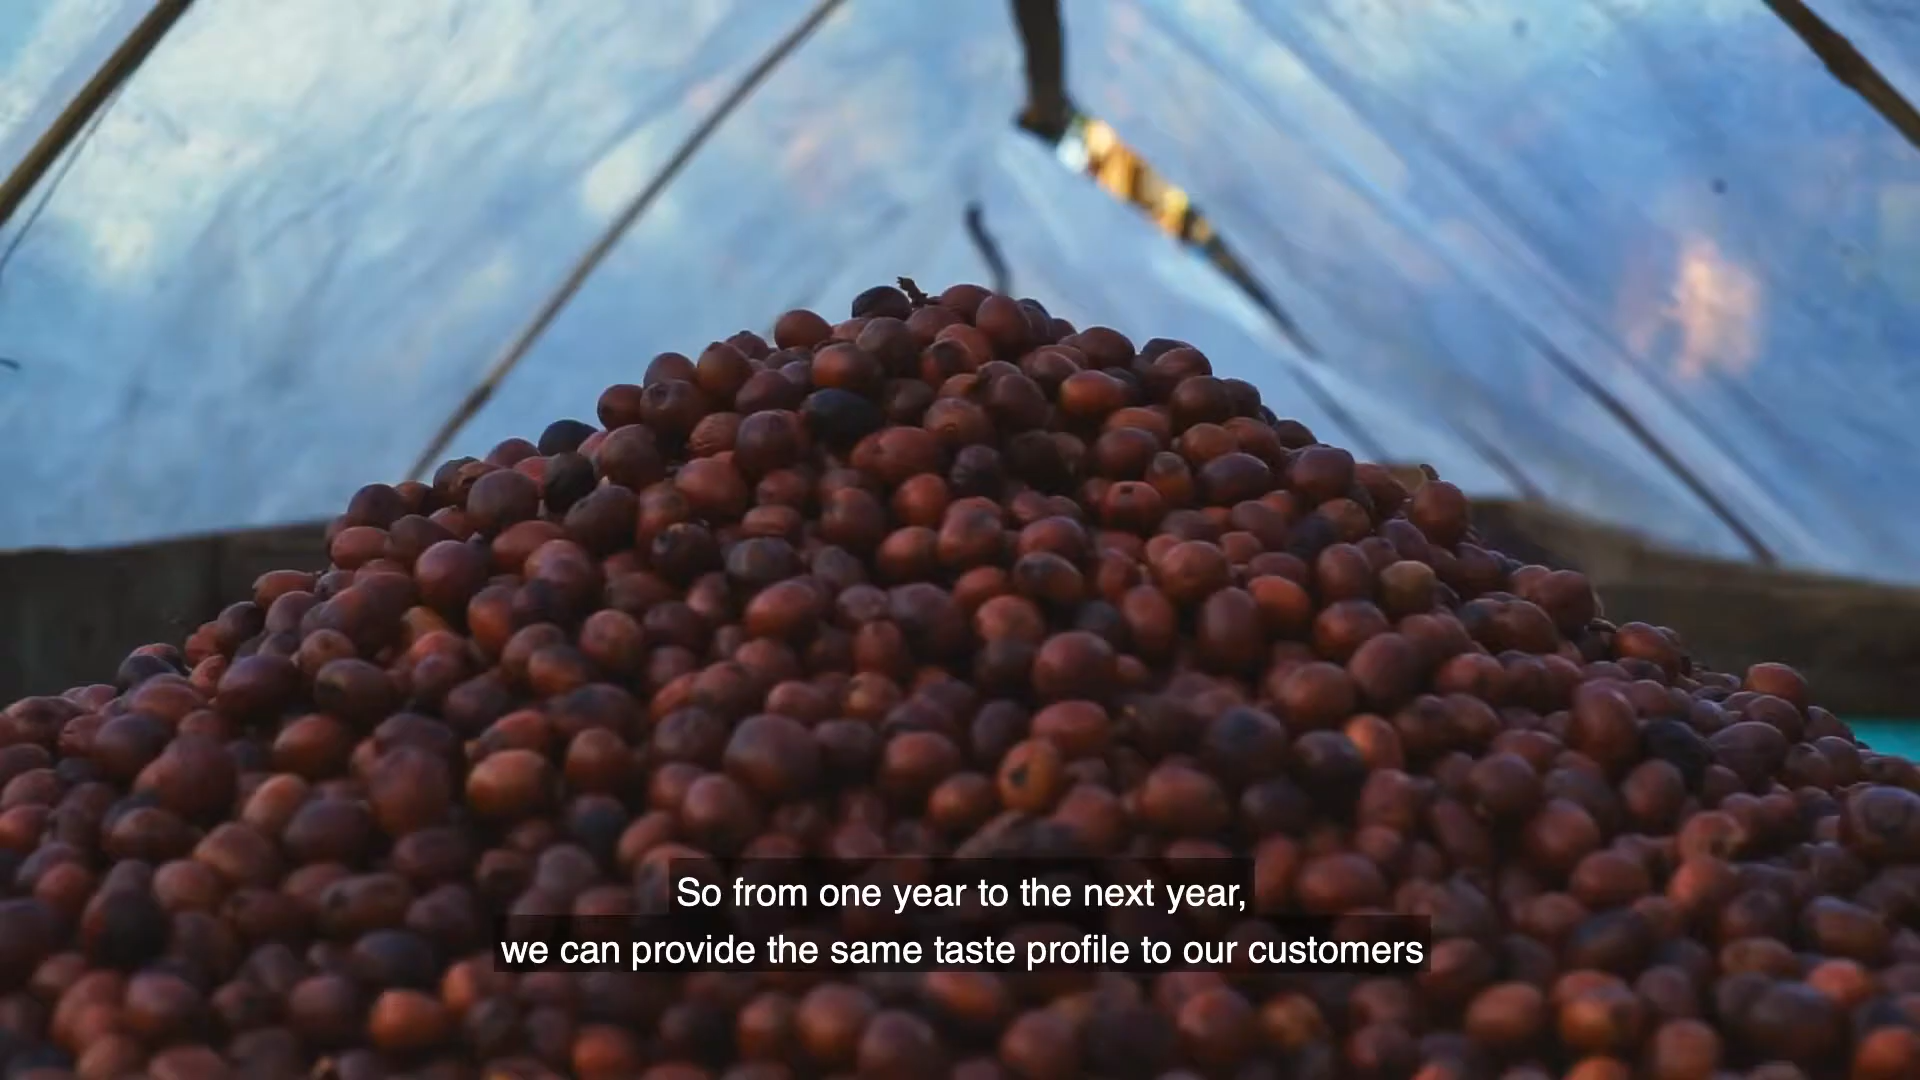 So from one year to the next year,
we can provide the same taste profile to our customers